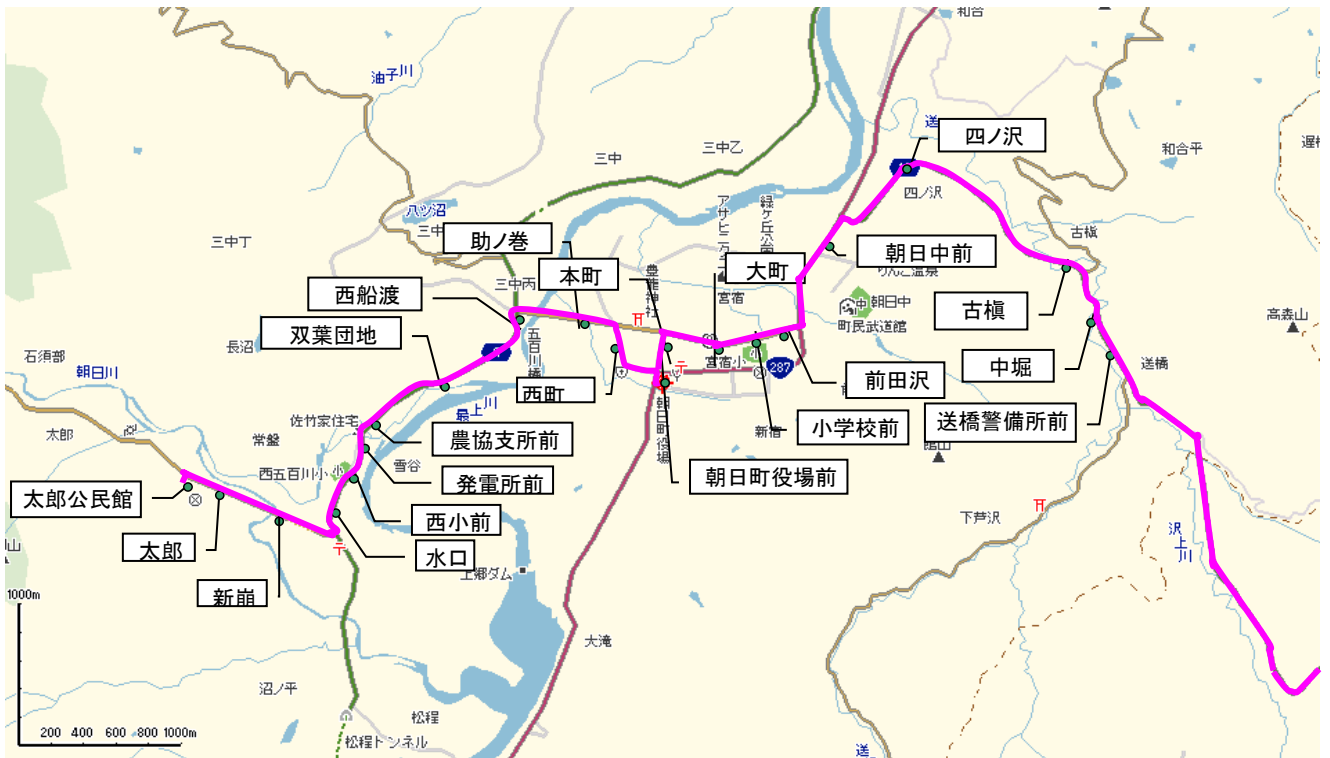 和合
油子川
四ノ沢
和合平
三中乙
三中
四ノ沢
八ツ沼
三中丁
助ノ巻
本町
大町
朝日中前
古槇
豊龍神社
宮宿
りんご温泉
朝日中
中
町民武道館
古槇
高森山
三中丙
西船渡
双葉団地
長沼
石須部
朝日川
五百川橋
中堀
送橋
宮宿小
287
前田沢
西町
最上川
佐竹家住宅
農協支所前
太郎
常盤
雪谷
朝日町役場
新宿
小学校前
送橋警備所前
館山
西五百川小
発電所前
朝日町役場前
太郎公民館
西小前
下芦沢
沢上川
太郎
水口
上郷ダム
新崩
1000m
大滝
沼ノ平
松程
松程トンネル
200 400 600 800 1000m
送